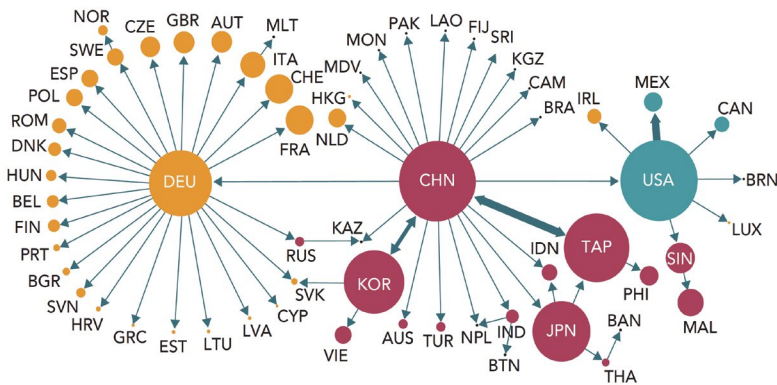 NOR
CZE
GBR
AUT
MLT
SWE
ITA
ESP
CHE
POL
ROM
FRA
DNK
HUN
DEU
BEL
FIN
PRT
RUS
BGR
SVN
HRV
GRC
EST
LTU
LVA
CYP
SVK
MON
PAK
LAO
FIJ
SRI
MDV
KGZ
HKG
CAM
NLD
BRA
CHN
KAZ
KOR
VIE
AUS
TUR
NPL
IND
BTN
IDN
TAP
JPN
PHI
BAN
THA
MEX
IRL
CAN
USA
BRN
LUX
SIN
MAL